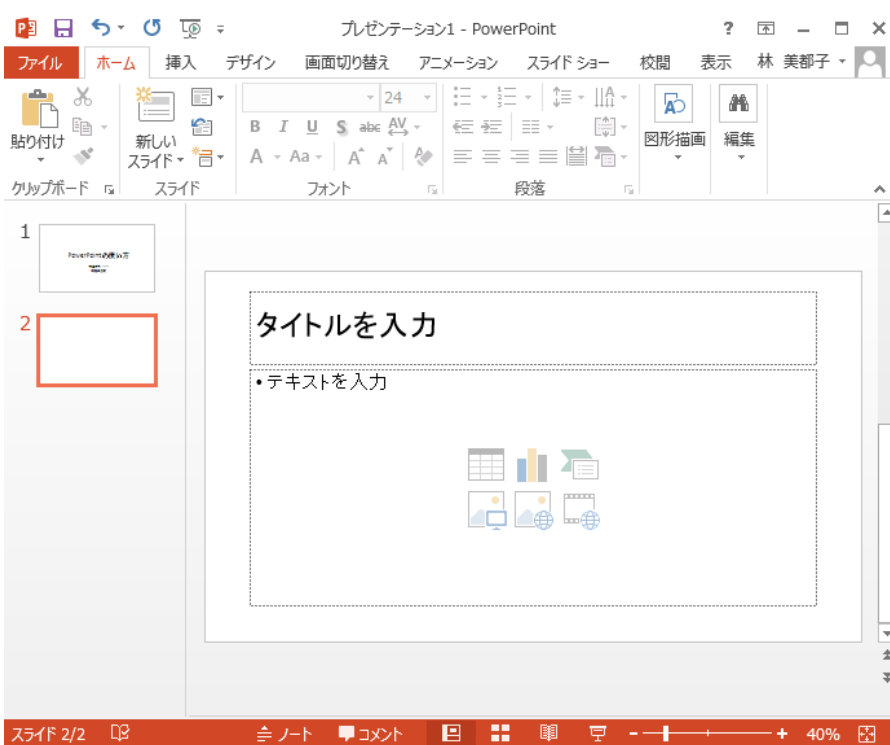 プレゼンテーション1 - PowerPoint ?
ファイル ホーム 挿入 デザイン 画面切り替え アニメーション スライド ショー 校閲 表示 林 美都子
24
B I U S abc AV
A Aa A A
貼り付け 新しい スライド 図形描画 編集
クリップボード スライド フォント 段落
1
PowerPointの使い方
2
タイトルを入力
• テキストを入力
スライド 2/2 ノート コメント 40%